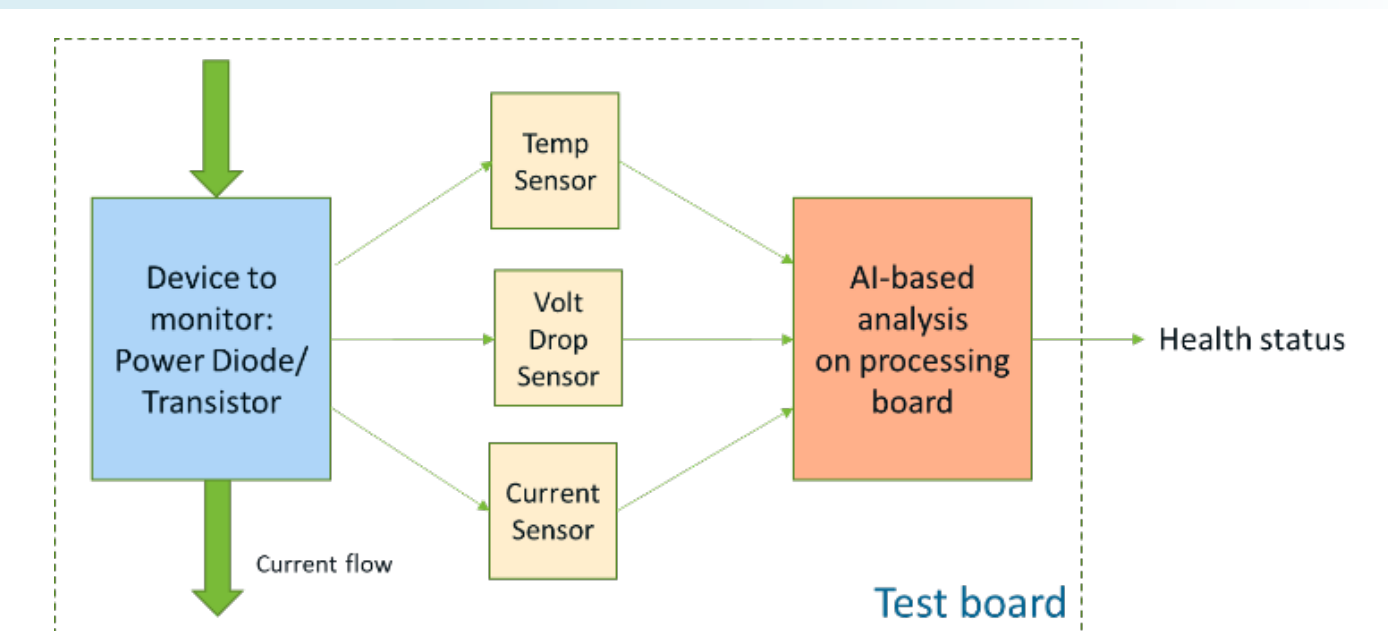 Temp
Sensor
Device to
monitor:
Power Diode/
Transistor
Volt
Drop
Sensor
AI-based
analysis
on processing
board
Health status
Current
Sensor
Current flow
Test board